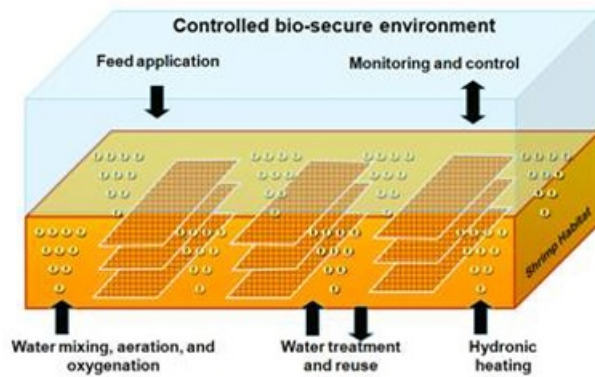 Controlled bio-secure environment
Feed application
Monitoring and control
Shrimp Habitat
Water mixing, aeration, and
oxygenation
Water treatment
and reuse
Hydronic
heating